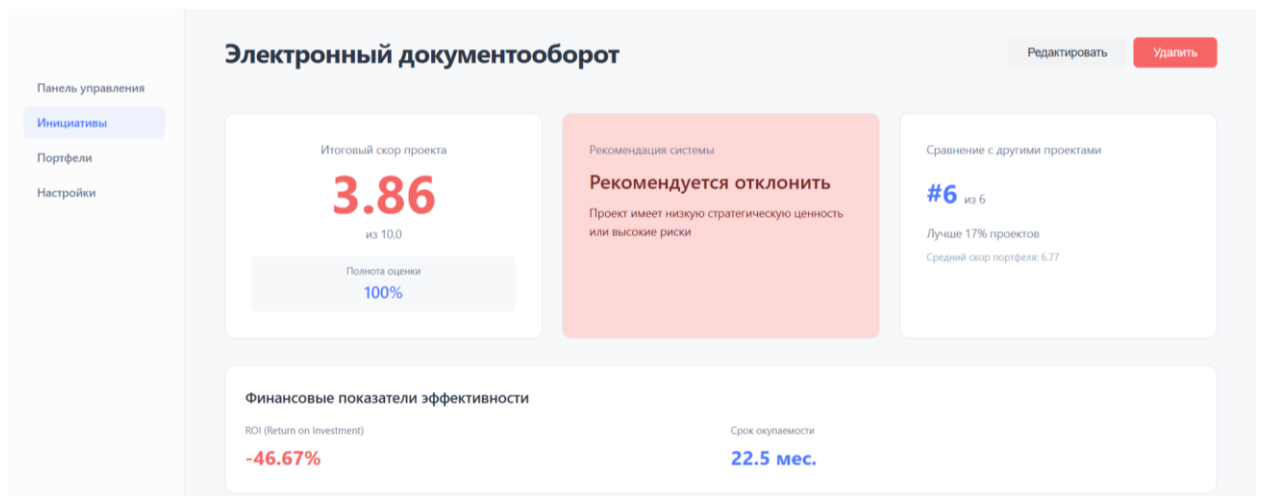 Электронный документооборот
Редактировать
Удалить
Панель управления
Инициативы
Портфели
Настройки
Итоговый скор проекта
3.86
из 10.0
Полнота оценки
100%
Рекомендация системы
Рекомендуется отклонить
Проект имеет низкую стратегическую ценность
или высокие риски
Сравнение с другими проектами
#6 из 6
Лучше 17% проектов
Средний скор портфеля: 6.77
Финансовые показатели эффективности
ROI (Return on Investment)
-46.67%
Срок окупаемости
22.5 мес.